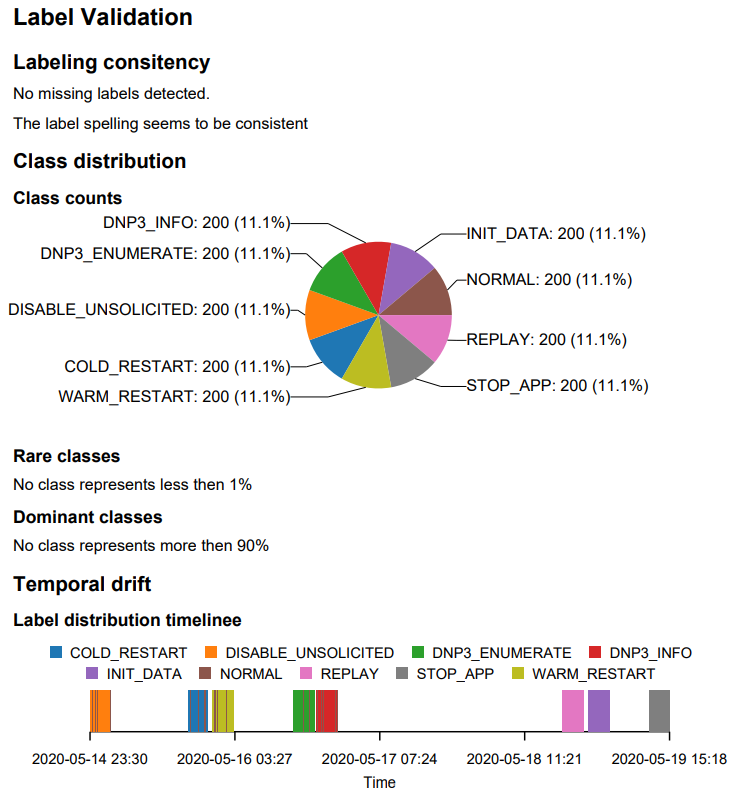 Label Validation
Labeling consitency
No missing labels detected.
The label spelling seems to be consistent
Class distribution
Class counts
DNP3_INFO: 200 (11.1%)
INIT_DATA: 200 (11.1%)
DNP3_ENUMERATE: 200 (11.1%)
NORMAL: 200 (11.1%)
DISABLE_UNSOLICITED: 200 (11.1%)
REPLAY: 200 (11.1%)
COLD_RESTART: 200 (11.1%)
STOP_APP: 200 (11.1%)
WARM_RESTART: 200 (11.1%)
Rare classes
No class represents less then 1%
Dominant classes
No class represents more then 90%
Temporal drift
Label distribution timelinee
COLD_RESTART DISABLE_UNSOLICITED DNP3_ENUMERATE DNP3_INFO
INIT_DATA NORMAL REPLAY STOP_APP WARM_RESTART
2020-05-14 23:30 2020-05-16 03:27 2020-05-17 07:24 2020-05-18 11:21 2020-05-19 15:18
Time